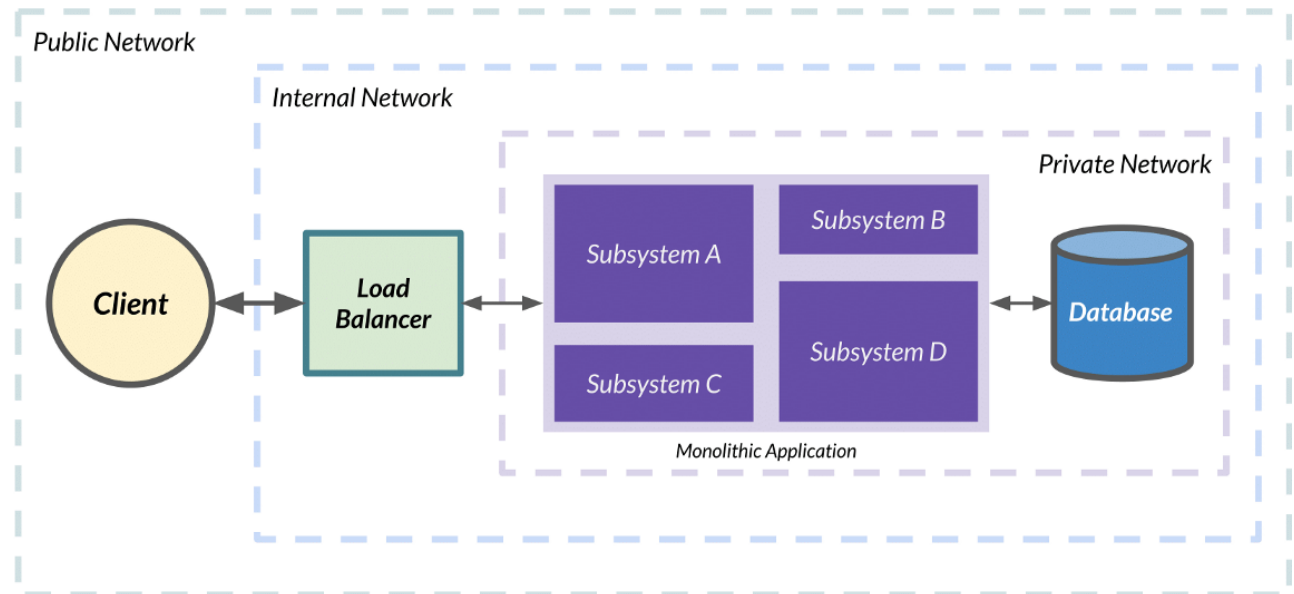 Public Network
Internal Network
Private Network
Client
Load
Balancer
Subsystem A
Subsystem B
Subsystem C
Subsystem D
Database
Monolithic Application